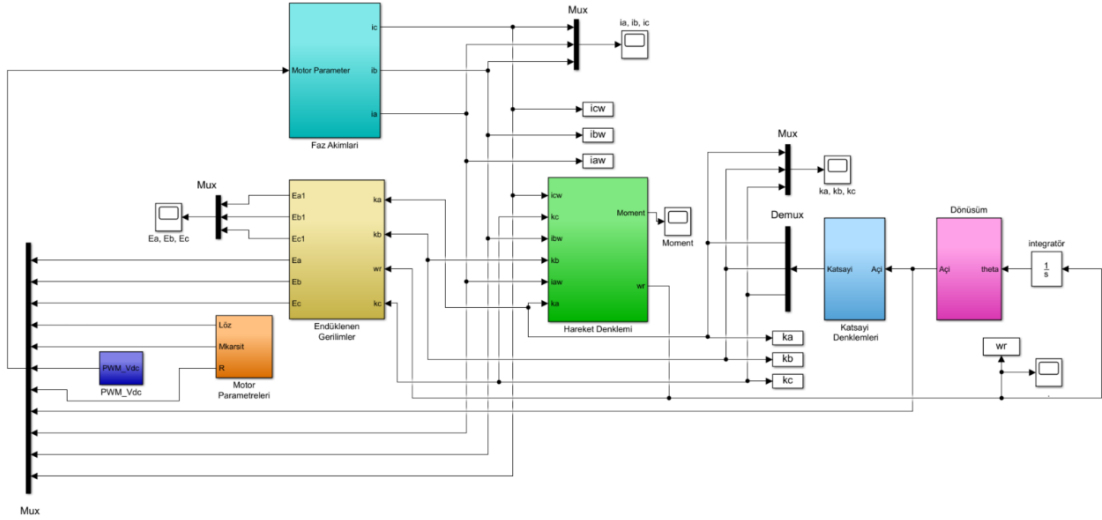 Mux
ic
ia, ib, ic
Motor Parameter
ib
ia
Faz Akimlari
icw
ibw
iaw
Mux
ka, kb, kc
Mux
Ea, Eb, Ec
Ea1
Eb1
Ec1
Ea
Eb
Ec
ka
kb
wr
kc
Endüklenen
Gerilimler
icw
kc
ibw
kb
iaw
ka
Moment
wr
Hareket Denklemi
Moment
Demux
Katsayi
Açi
Katsayi
Denklemleri
Dönüsüm
Açi
theta
integratör
1
s
Löz
Mkarsit
R
Motor
Parametreleri
PWM_Vdc
PWM_Vdc
ka
kb
kc
wr
Mux